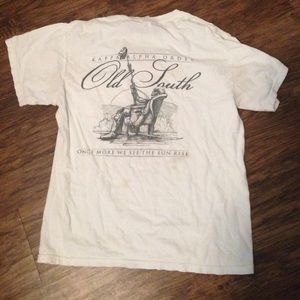 KAPPA ALPHA ORDER
Old South
ONCE MORE WE SEE THE SUN RISE